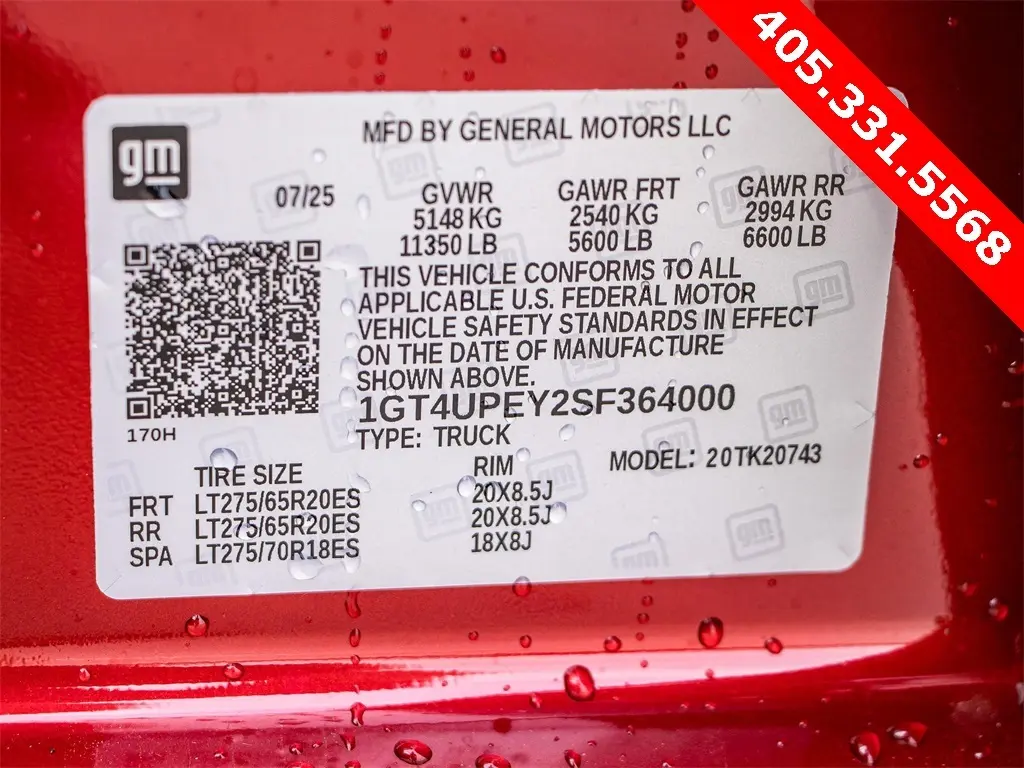 405.331.5568
gm
MFD BY GENERAL MOTORS LLC
07/25 GVWR GAWR FRT GAWR RR
5148 KG 2540 KG 2994 KG
11350 LB 5600 LB 6600 LB
THIS VEHICLE CONFORMS TO ALL
APPLICABLE U.S. FEDERAL MOTOR
VEHICLE SAFETY STANDARDS IN EFFECT
ON THE DATE OF MANUFACTURE
SHOWN ABOVE.
1GT4UPEY2SF364000
170H
TYPE: TRUCK
TIRE SIZE RIM MODEL: 20TK20743
FRT LT275/65R20ES 20X8.5J
RR LT275/65R20ES 20X8.5J
SPA LT275/70R18ES 18X8J